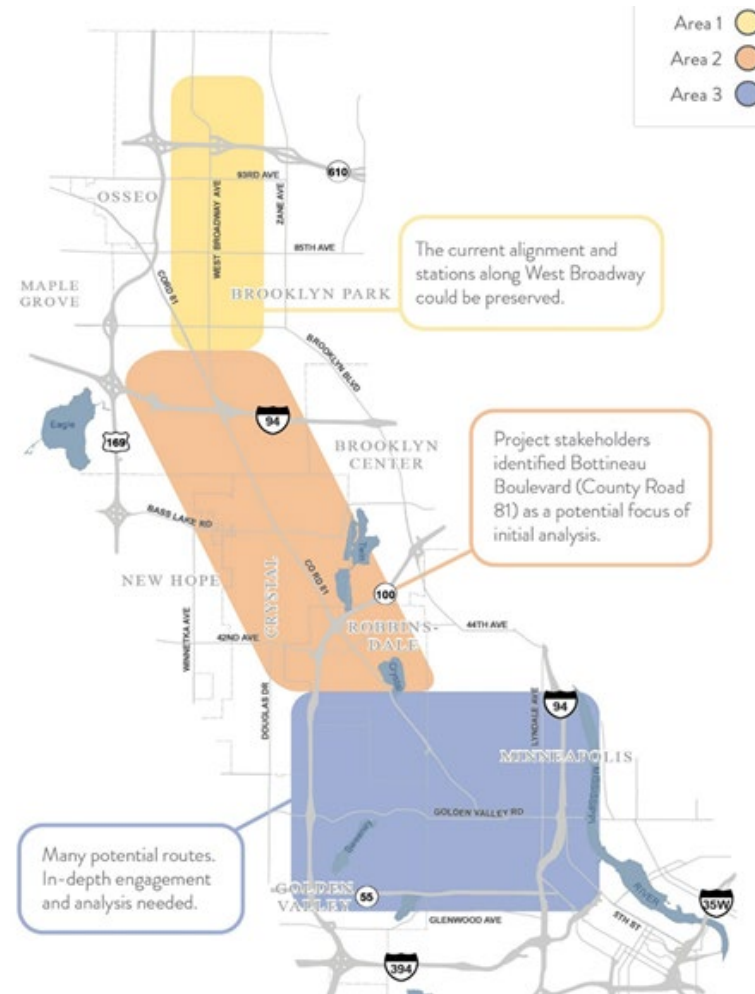 Area 1
Area 2
Area 3
610
93RD AVE
OSSEO
WEST BROADWAY AVE
ZANE AVE
85TH AVE
The current alignment and
stations along West Broadway
could be preserved.
MAPLE
GROVE
CORD 81
BROOKLYN PARK
BROOKLYN BLVD
Eagle
94
169
BROOKLYN
CENTER
Project stakeholders
identified Bottineau
Boulevard (County Road
81) as a potential focus of
initial analysis.
BASS LAKE RD
Twin
NEW HOPE
CRYSTAL
CO RD 81
100
ROBBINS-
DALE
44TH AVE
WINNETKA AVE
42ND AVE
Crystal
DOUGLAS DR
LYNDALE AVE
94
MINNEAPOLIS
MISSISSIPPI
GOLDEN VALLEY RD
Many potential routes.
In-depth engagement
and analysis needed.
Sweeney
GOLDEN
VALLEY
55
GLENWOOD AVE
RIVER
5TH ST
35W
394